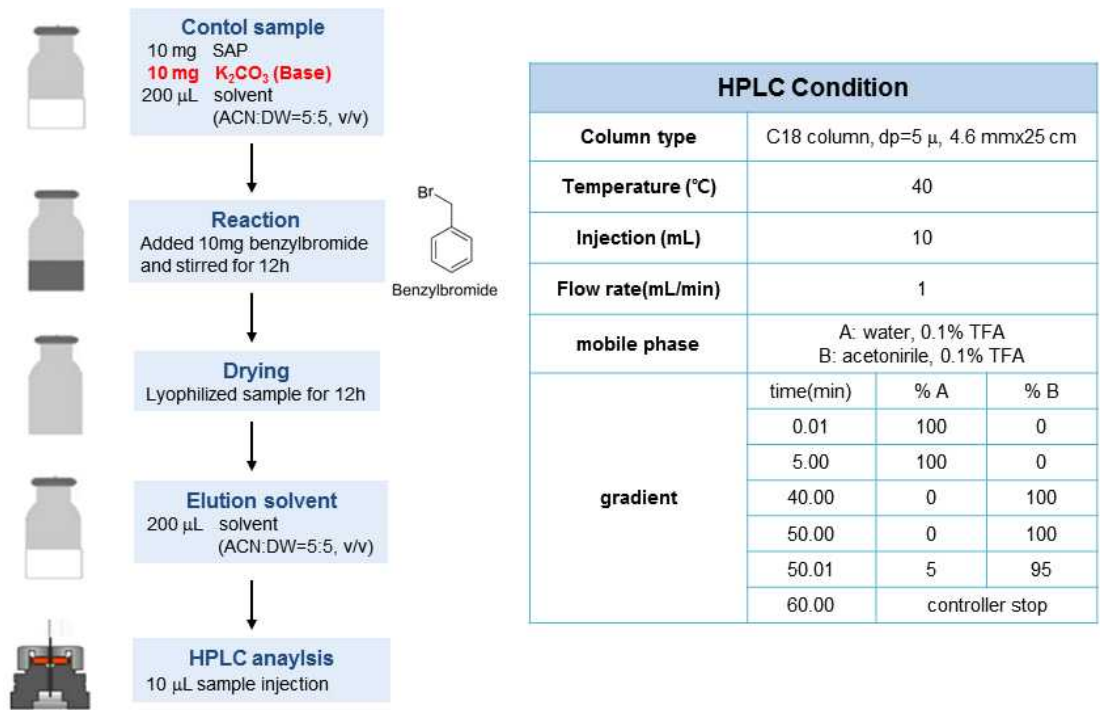 Contol sample
10 mg SAP
10 mg K₂CO₃ (Base)
200 μL solvent
(ACN:DW=5:5, v/v)
Reaction
Added 10mg benzylbromide
and stirred for 12h
Br
Benzylbromide
Drying
Lyophilized sample for 12h
Elution solvent
200 μL solvent
(ACN:DW=5:5, v/v)
HPLC anaylsis
10 μL sample injection
HPLC Condition
Column type C18 column, dp=5 μ, 4.6 mmx25 cm
Temperature (℃) 40
Injection (mL) 10
Flow rate(mL/min) 1
mobile phase A: water, 0.1% TFA
B: acetonirile, 0.1% TFA
gradient
time(min) % A % B
0.01 100 0
5.00 100 0
40.00 0 100
50.00 0 100
50.01 5 95
60.00 controller stop